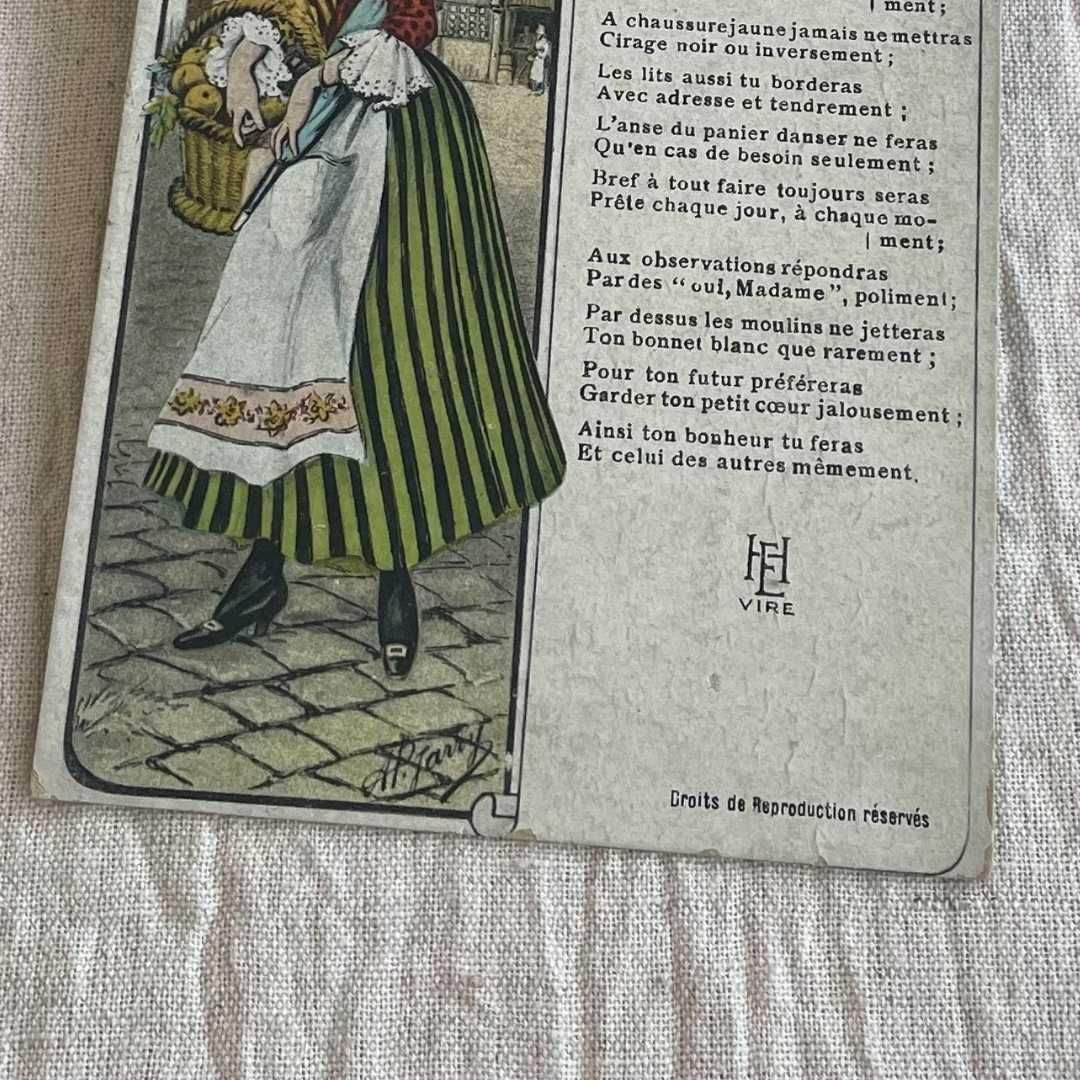 | ment;
A chaussure jaune jamais ne mettras
Cirage noir ou inversement;
Les lits aussi tu borderas
Avec adresse et tendrement;
L'anse du panier danser ne feras
Qu'en cas de besoin seulement;
Bref à tout faire toujours seras
Prête chaque jour, à chaque mo-
| ment;
Aux observations répondras
Par des “oui, Madame”, poliment;
Par dessus les moulins ne jetteras
Ton bonnet blanc que rarement;
Pour ton futur préféreras
Garder ton petit cœur jalousement;
Ainsi ton bonheur tu feras
Et celui des autres mêmement.
VIRE
Droits de Reproduction réservés